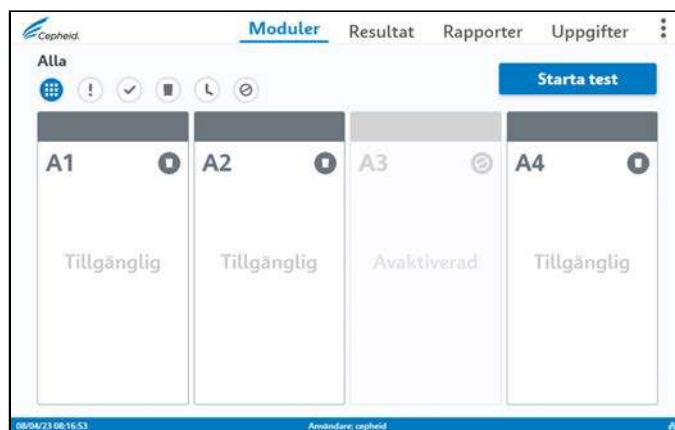 Cepheid.
Moduler Resultat Rapporter Uppgifter
Alla
Starta test
A1 A2 A3 A4
Tillgänglig Tillgänglig Avaktiverad Tillgänglig
08/04/23 08:16:53 Användare: cepheid